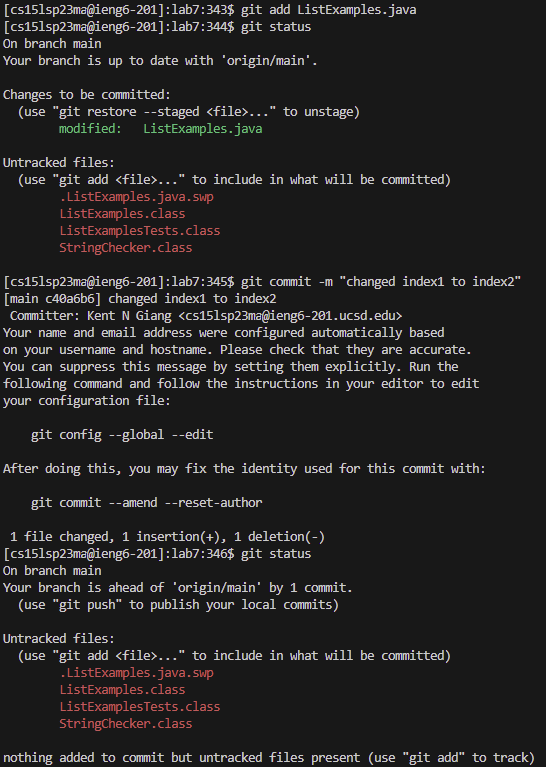 [cs15lsp23ma@ieng6-201]:lab7:343$ git add ListExamples.java
[cs15lsp23ma@ieng6-201]:lab7:344$ git status
On branch main
Your branch is up to date with 'origin/main'.

Changes to be committed:
  (use "git restore --staged <file>..." to unstage)
        modified:   ListExamples.java

Untracked files:
  (use "git add <file>..." to include in what will be committed)
        .ListExamples.java.swp
        ListExamples.class
        ListExamplesTests.class
        StringChecker.class

[cs15lsp23ma@ieng6-201]:lab7:345$ git commit -m "changed index1 to index2"
[main c40a6b6] changed index1 to index2
 Committer: Kent N Giang <cs15lsp23ma@ieng6-201.ucsd.edu>
Your name and email address were configured automatically based
on your username and hostname. Please check that they are accurate.
You can suppress this message by setting them explicitly. Run the
following command and follow the instructions in your editor to edit
your configuration file:

    git config --global --edit

After doing this, you may fix the identity used for this commit with:

    git commit --amend --reset-author

 1 file changed, 1 insertion(+), 1 deletion(-)
[cs15lsp23ma@ieng6-201]:lab7:346$ git status
On branch main
Your branch is ahead of 'origin/main' by 1 commit.
  (use "git push" to publish your local commits)

Untracked files:
  (use "git add <file>..." to include in what will be committed)
        .ListExamples.java.swp
        ListExamples.class
        ListExamplesTests.class
        StringChecker.class

nothing added to commit but untracked files present (use "git add" to track)